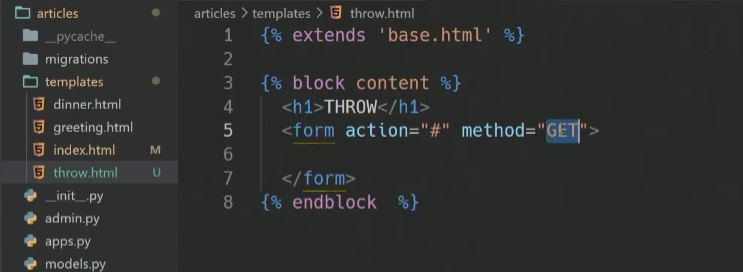 articles
__pycache__
migrations
templates
dinner.html
greeting.html
index.html M
throw.html U
__init__.py
admin.py
apps.py
models.py
articles > templates > throw.html
1 {% extends 'base.html' %}
2
3 {% block content %}
4 <h1>THROW</h1>
5 <form action="#" method="GET">
6
7 </form>
8 {% endblock  %}